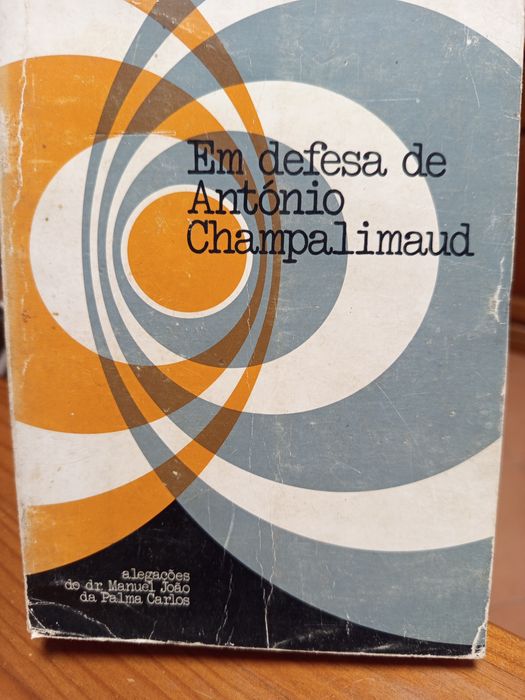 Em defesa de
António
Champalimaud
alegações
do dr. Manuel João
da Palma Carlos